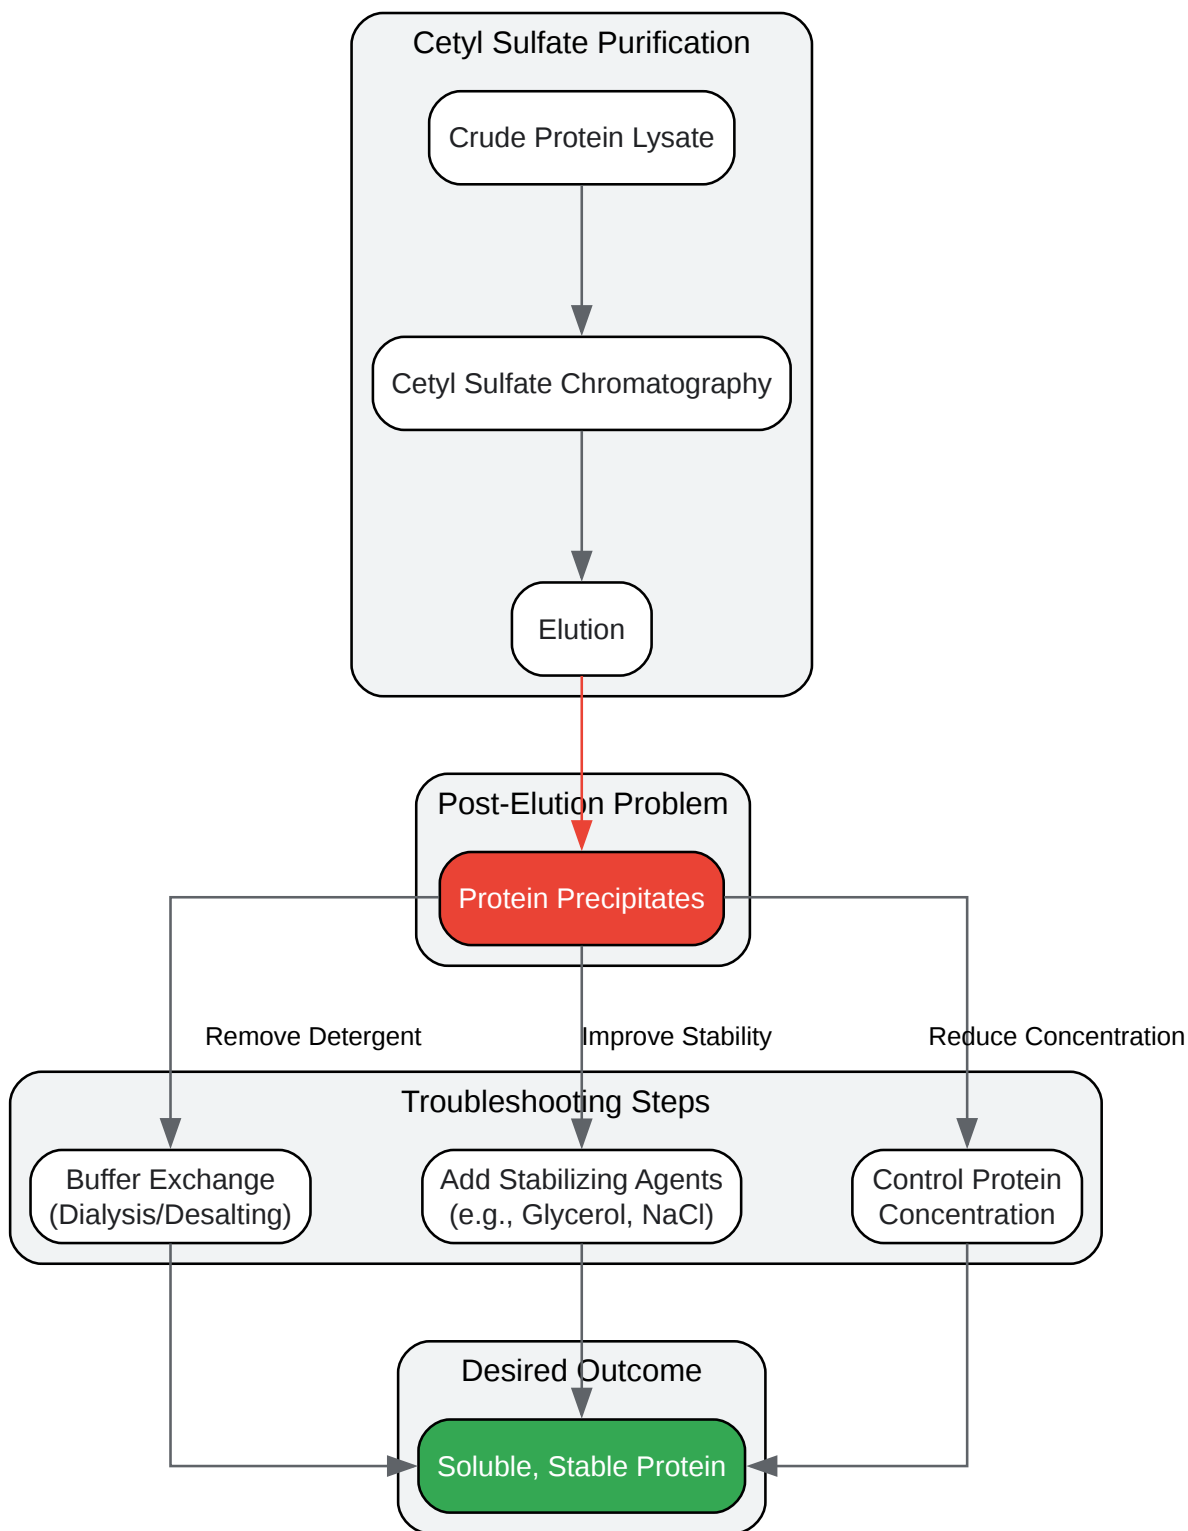 Cetyl Sulfate Purification
Crude Protein Lysate
Cetyl Sulfate Chromatography
Elution
Post-Elution Problem
Protein Precipitates
Remove Detergent
Improve Stability
Reduce Concentration
Troubleshooting Steps
Buffer Exchange
(Dialysis/Desalting)
Add Stabilizing Agents
(e.g., Glycerol, NaCl)
Control Protein
Concentration
Desired Outcome
Soluble, Stable Protein